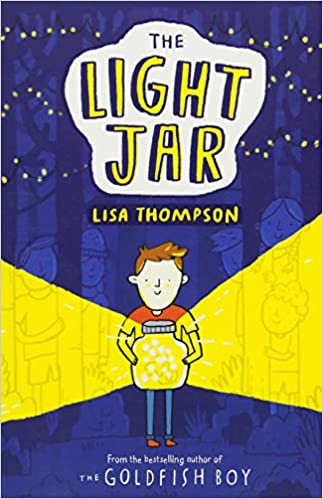 THE
LIGHT
JAR
LISA THOMPSON
From the bestselling author of
THE GOLDFISH BOY